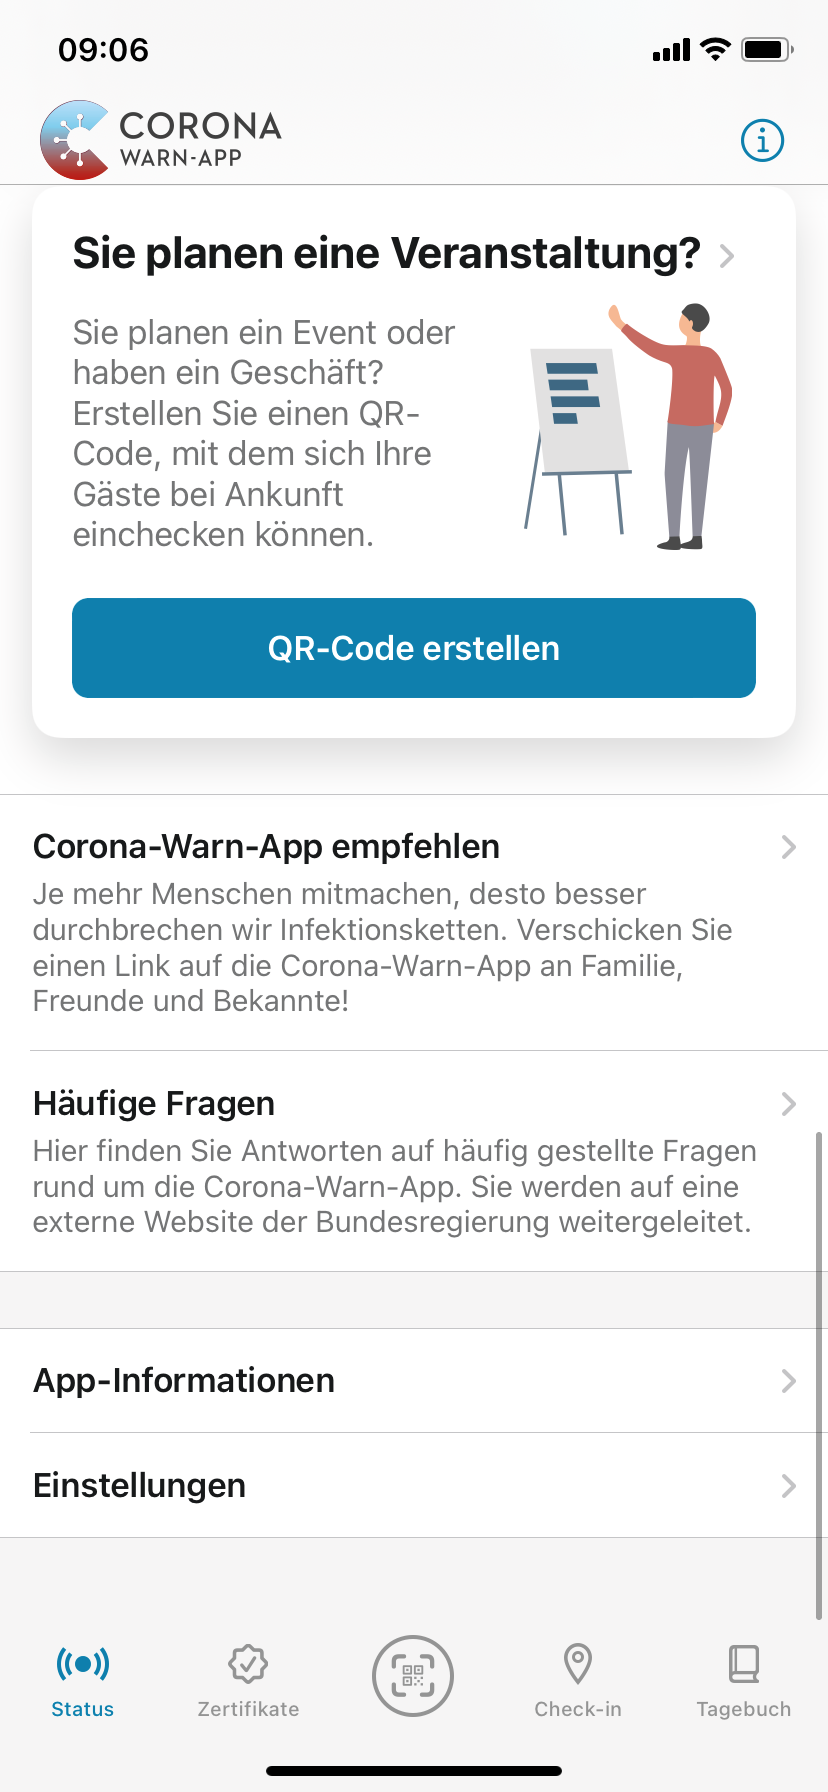 09:06
CORONA
WARN-APP
Sie planen eine Veranstaltung?
Sie planen ein Event oder
haben ein Geschäft?
Erstellen Sie einen QR-
Code, mit dem sich Ihre
Gäste bei Ankunft
einchecken können.
QR-Code erstellen
Corona-Warn-App empfehlen
Je mehr Menschen mitmachen, desto besser
durchbrechen wir Infektionsketten. Verschicken Sie
einen Link auf die Corona-Warn-App an Familie,
Freunde und Bekannte!
Häufige Fragen
Hier finden Sie Antworten auf häufig gestellte Fragen
rund um die Corona-Warn-App. Sie werden auf eine
externe Website der Bundesregierung weitergeleitet.
App-Informationen
Einstellungen
Status
Zertifikate
Check-in
Tagebuch